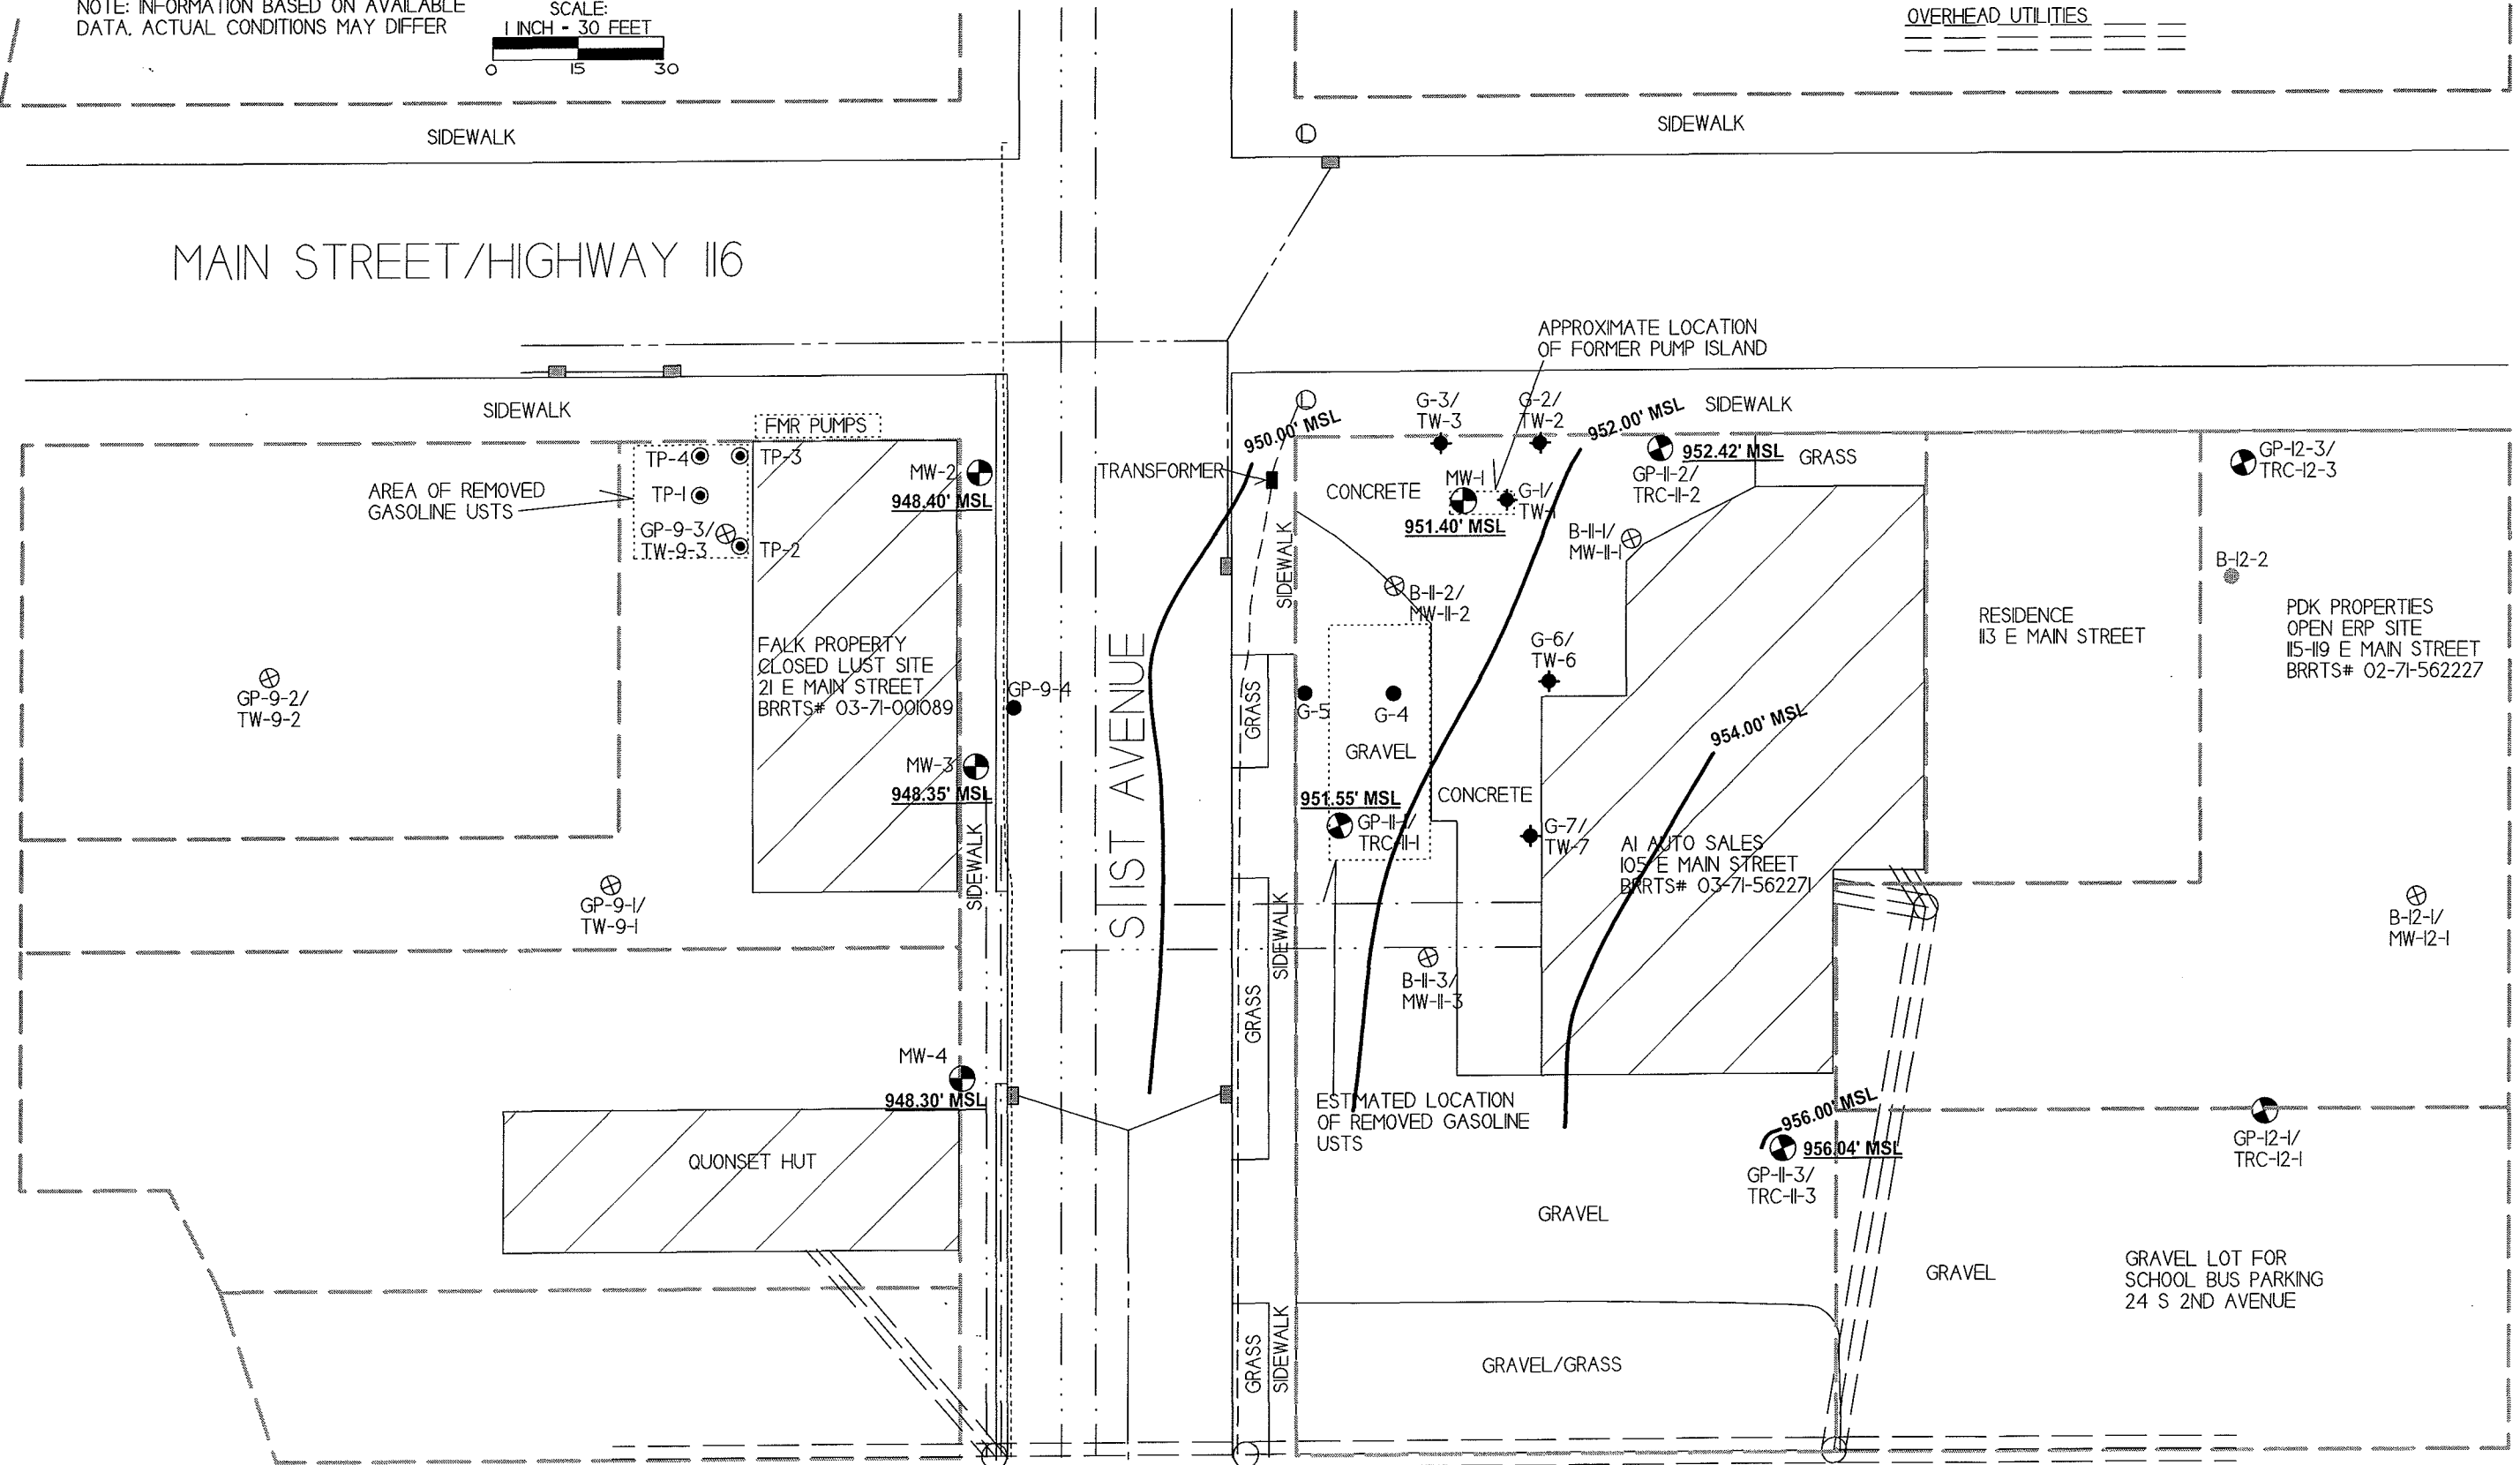 NOTE: INFORMATION BASED ON AVAILABLE
DATA. ACTUAL CONDITIONS MAY DIFFER
SCALE:
1 INCH - 30 FEET
0 15 30
OVERHEAD UTILITIES
SIDEWALK
SIDEWALK
MAIN STREET/HIGHWAY 116
APPROXIMATE LOCATION
OF FORMER PUMP ISLAND
SIDEWALK
FMR PUMPS
TP-4
TP-3
TP-1
AREA OF REMOVED
GASOLINE USTS
GP-9-3/
TW-9-3
TP-2
MW-2
948.40' MSL
TRANSFORMER
950.00' MSL
G-3/
TW-3
G-2/
TW-2
952.00' MSL
SIDEWALK
CONCRETE
MW-1
G-1/
TW-1
951.40' MSL
952.42' MSL
GP-11-2/
TRC-11-2
GRASS
B-11-1/
MW-11-1
GP-12-3/
TRC-12-3
B-12-2
SIDEWALK
B-11-2/
MW-11-2
FALK PROPERTY
CLOSED LUST SITE
21 E MAIN STREET
BRRTS# 03-71-001089
GP-9-4
GP-9-2/
TW-9-2
S 1ST AVENUE
GRASS
G-5
G-4
GRAVEL
G-6/
TW-6
RESIDENCE
113 E MAIN STREET
PDK PROPERTIES
OPEN ERP SITE
115-119 E MAIN STREET
BRRTS# 02-71-562227
954.00' MSL
MW-3
948.35' MSL
SIDEWALK
951.55' MSL
GP-11-1/
TRC-11-1
CONCRETE
G-7/
TW-7
A1 AUTO SALES
105 E MAIN STREET
BRRTS# 03-71-562271
GP-9-1/
TW-9-1
SIDEWALK
GRASS
B-11-3/
MW-11-3
B-12-1/
MW-12-1
MW-4
948.30' MSL
ESTIMATED LOCATION
OF REMOVED GASOLINE
USTS
956.00' MSL
956.04' MSL
GP-11-3/
TRC-11-3
GP-12-1/
TRC-12-1
QUONSET HUT
GRAVEL
GRAVEL
GRAVEL LOT FOR
SCHOOL BUS PARKING
24 S 2ND AVENUE
GRASS
SIDEWALK
GRAVEL/GRASS